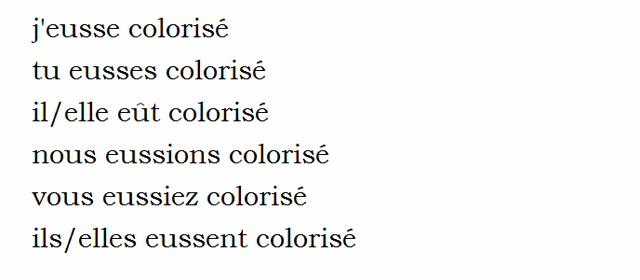 j'eusse colorisé
tu eusses colorisé
il/elle eût colorisé
nous eussions colorisé
vous eussiez colorisé
ils/elles eussent colorisé